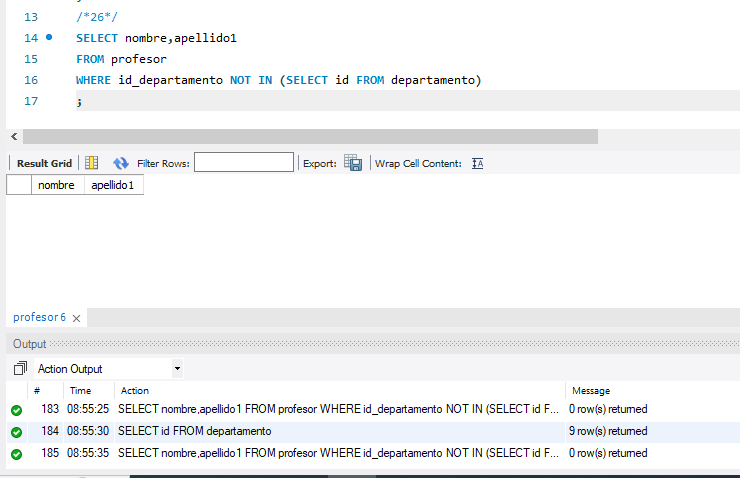 13 /*26*/
14 SELECT nombre,apellido1
15 FROM profesor
16 WHERE id_departamento NOT IN (SELECT id FROM departamento)
17 ;
Result Grid Filter Rows: Export: Wrap Cell Content: IA
nombre apellido1
profesor 6
Output
Action Output
# Time Action Message
183 08:55:25 SELECT nombre,apellido1 FROM profesor WHERE id_departamento NOT IN (SELECT id F... 0 row(s) returned
184 08:55:30 SELECT id FROM departamento 9 row(s) returned
185 08:55:35 SELECT nombre,apellido1 FROM profesor WHERE id_departamento NOT IN (SELECT id F... 0 row(s) returned